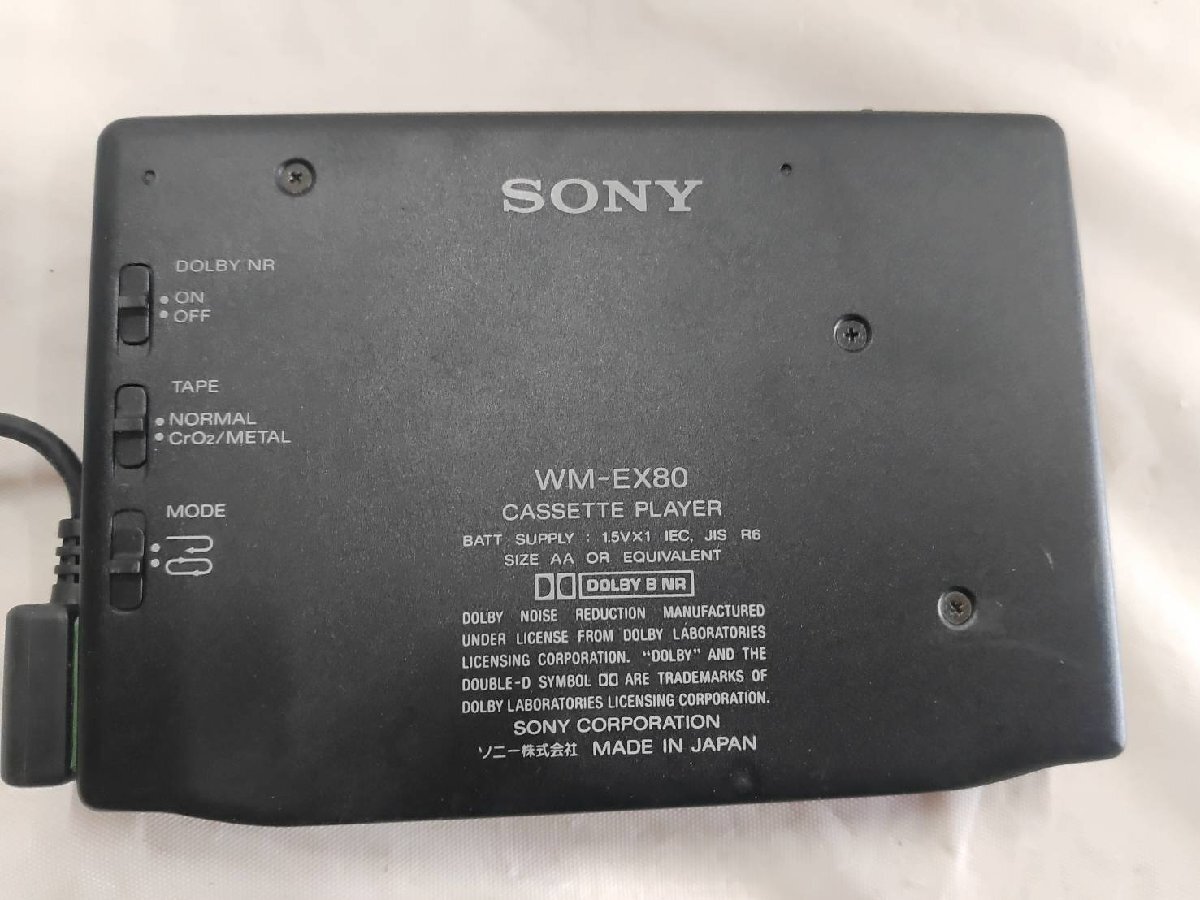 SONY
DOLBY NR
ON
OFF
TAPE
NORMAL
CrO2/METAL
MODE
WM-EX80
CASSETTE PLAYER
BATT SUPPLY : 1.5V×1 IEC, JIS R6
SIZE AA OR EQUIVALENT
DOLBY B NR
DOLBY NOISE REDUCTION MANUFACTURED
UNDER LICENSE FROM DOLBY LABORATORIES
LICENSING CORPORATION. "DOLBY" AND THE
DOUBLE-D SYMBOL ARE TRADEMARKS OF
DOLBY LABORATORIES LICENSING CORPORATION.
SONY CORPORATION
ソニー株式会社 MADE IN JAPAN